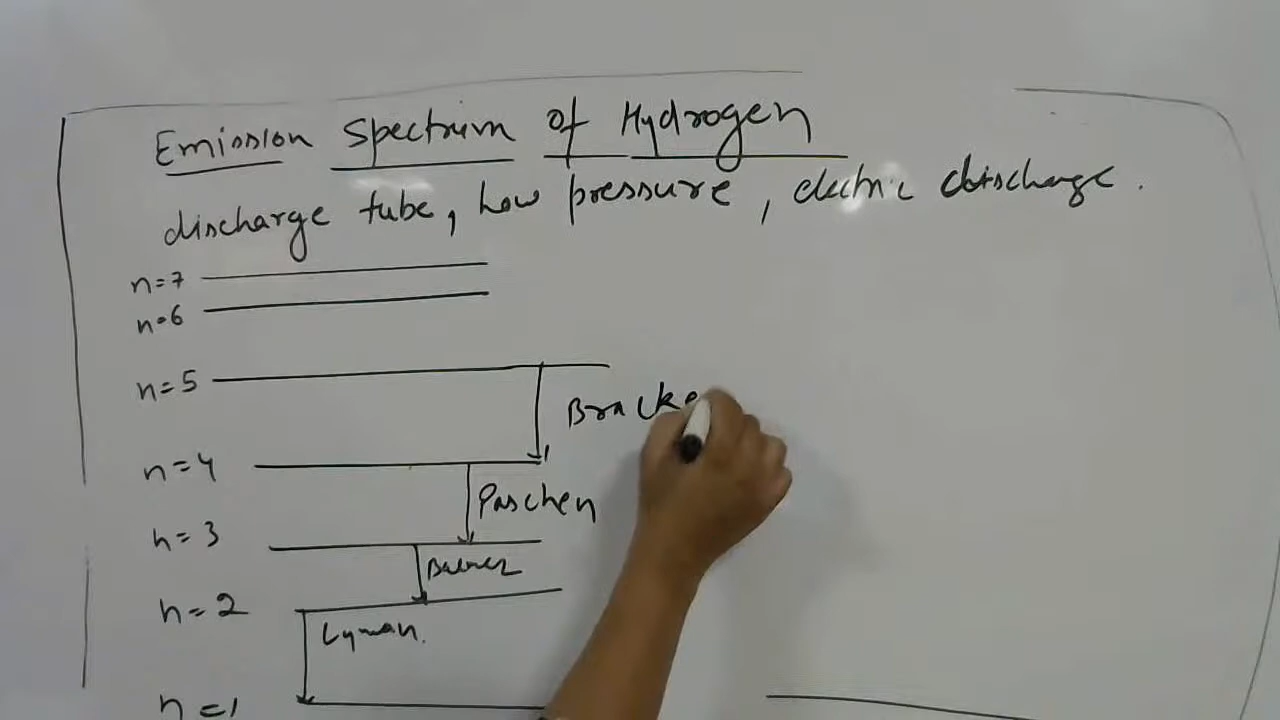 Emission Spectrum of Hydrogen
discharge tube, low pressure, electric discharge.
n=7
n=6
n=5
Bracke
n=4
Paschen
n=3
Balmer
n=2
Lyman.
n=1